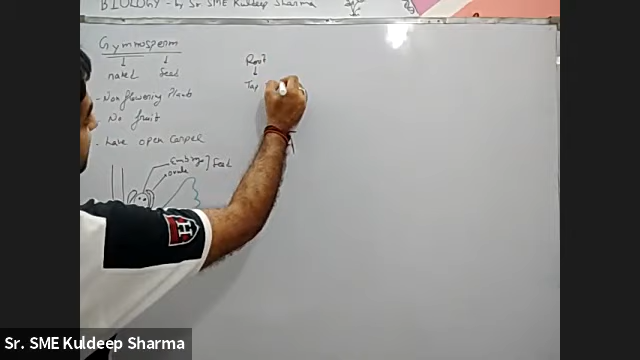 BIOLOGY - by Sr. SME Kuldeep Sharma
Gymnosperm
naked seed
- Non flowering Plants
No fruit
- have open Carpel
Embryo ] seed
ovule
Root
Tap
H
Sr. SME Kuldeep Sharma